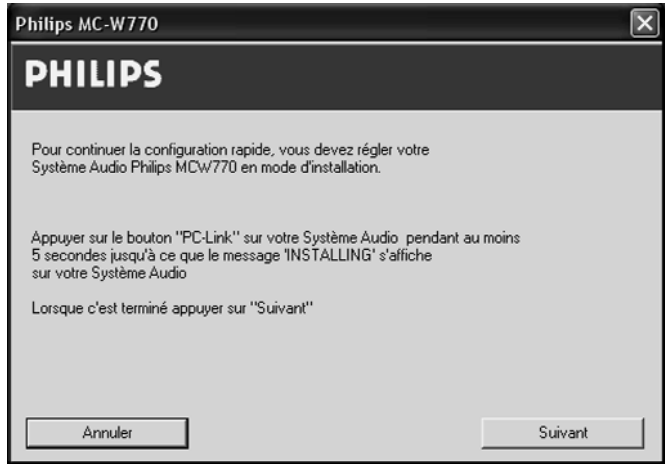 Philips MC-W770
PHILIPS
Pour continuer la configuration rapide, vous devez régler votre
Système Audio Philips MCW770 en mode d'installation.
Appuyer sur le bouton "PC-Link" sur votre Système Audio pendant au moins
5 secondes jusqu'à ce que le message 'INSTALLING' s'affiche
sur votre Système Audio
Lorsque c'est terminé appuyer sur "Suivant"
Annuler
Suivant